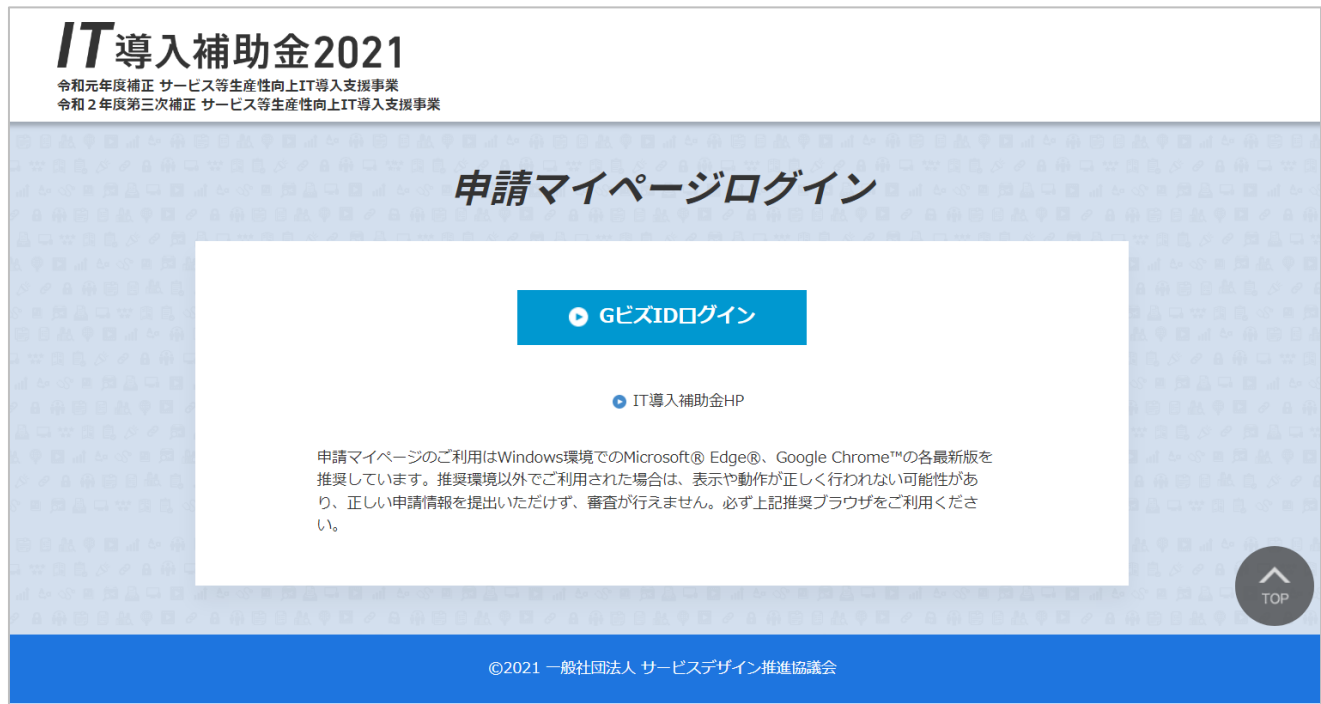 IT導入補助金2021
令和元年度補正 サービス等生産性向上IT導入支援事業
令和２年度第三次補正 サービス等生産性向上IT導入支援事業
申請マイページログイン
GビズIDログイン
IT導入補助金HP
申請マイページのご利用はWindows環境でのMicrosoft® Edge®、Google Chrome™の各最新版を
推奨しています。推奨環境以外でご利用された場合は、表示や動作が正しく行われない可能性があ
り、正しい申請情報を提出いただけず、審査が行えません。必ず上記推奨ブラウザをご利用くださ
い。
TOP
©2021 一般社団法人 サービスデザイン推進協議会